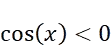 cos(x) < 0